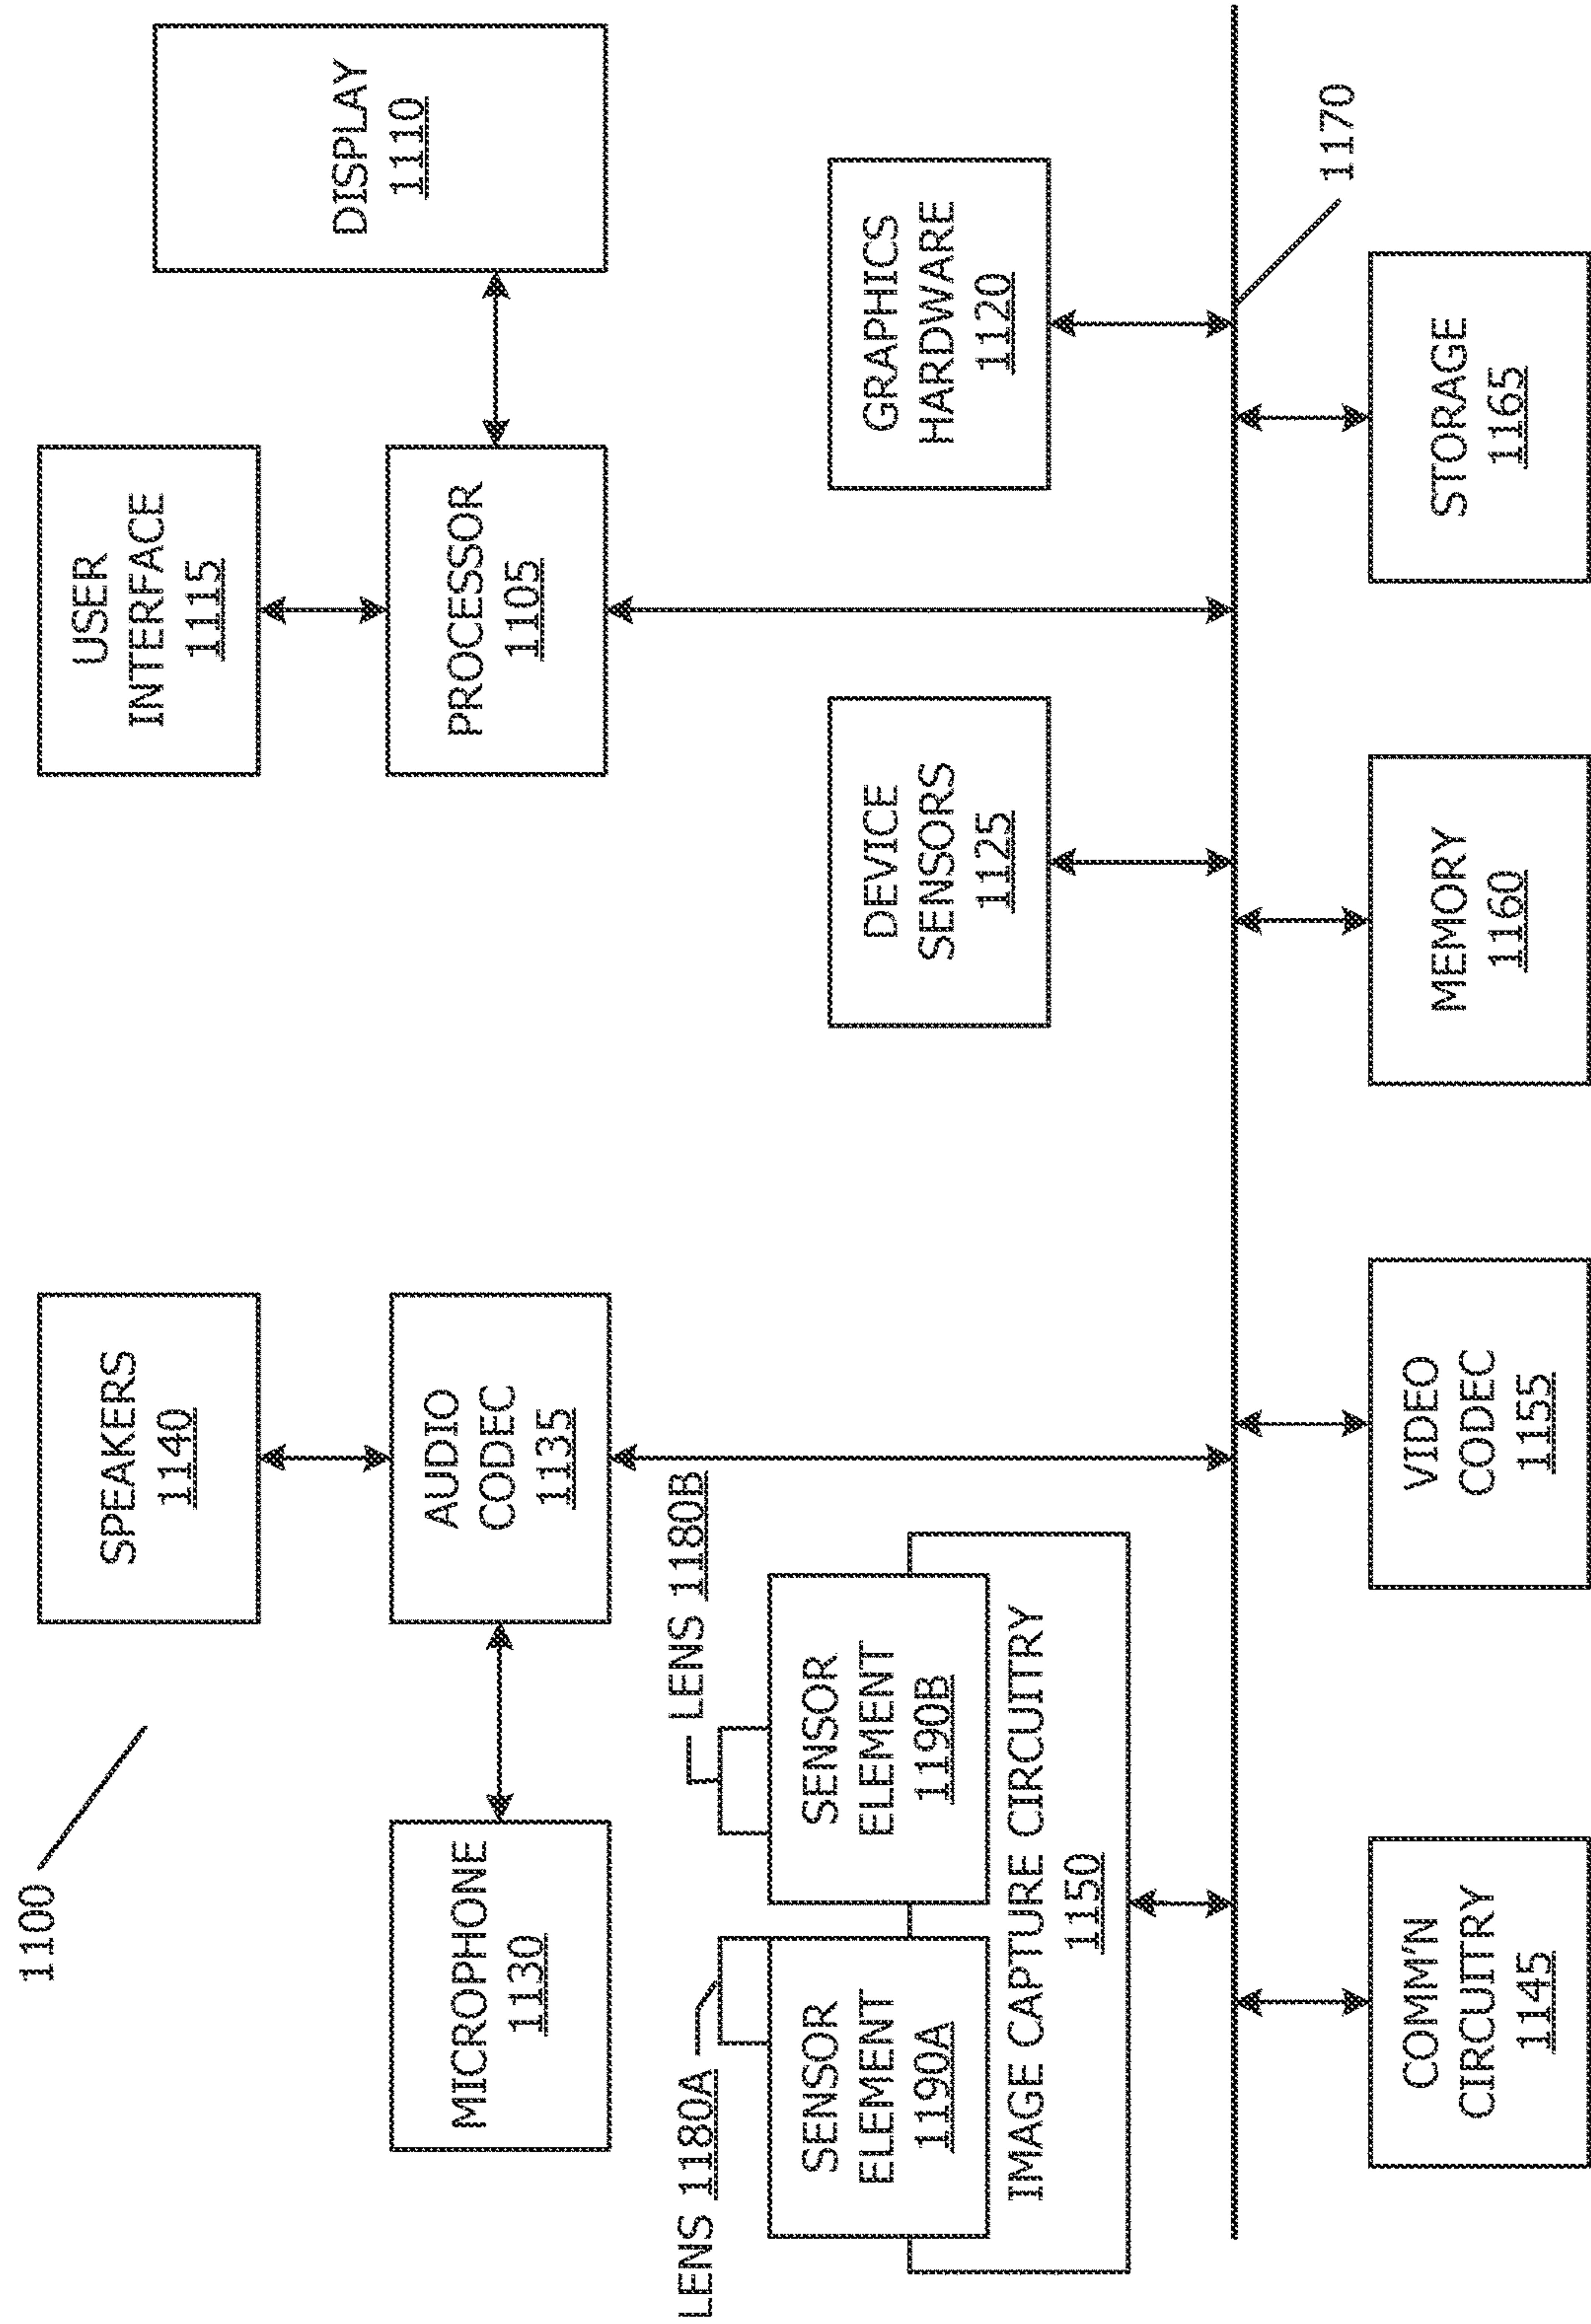 1100
SPEAKERS
1140
USER
INTERFACE
1115
MICROPHONE
1130
AUDIO
CODEC
1135
PROCESSOR
1105
DISPLAY
1110
LENS 1180A
LENS 1180B
SENSOR
ELEMENT
1190A
SENSOR
ELEMENT
1190B
IMAGE CAPTURE CIRCUITRY
1150
DEVICE
SENSORS
1125
GRAPHICS
HARDWARE
1120
1170
COMM'N
CIRCUITRY
1145
VIDEO
CODEC
1155
MEMORY
1160
STORAGE
1165